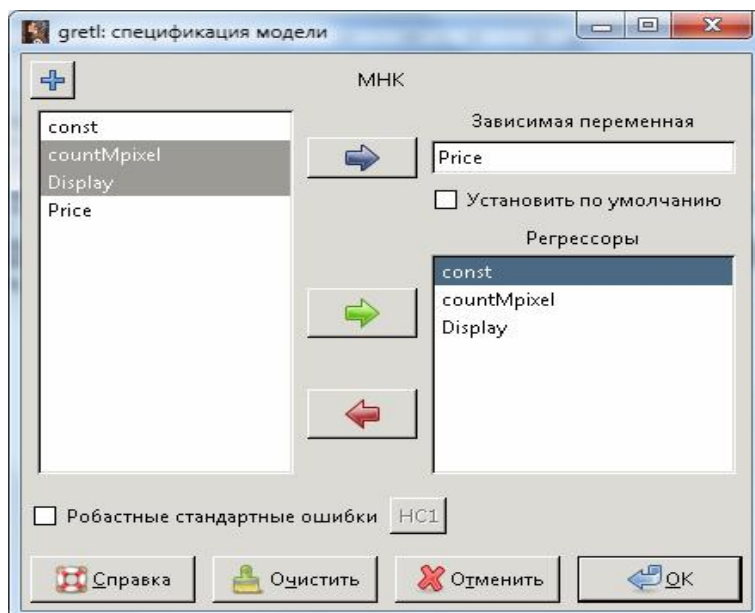 gretl: спецификация модели
МНК
const
countMpixel
Display
Price
Зависимая переменная
Price
Установить по умолчанию
Регрессоры
const
countMpixel
Display
Робастные стандартные ошибки
HC1
Справка
Очистить
Отменить
OK